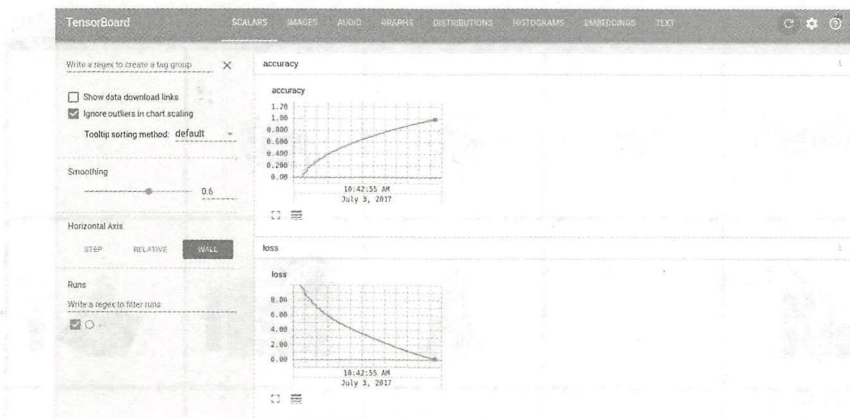 TensorBoard
SCALARS IMAGES AUDIO GRAPHS DISTRIBUTIONS HISTOGRAMS EMBEDDINGS TEXT
Write a regex to create a tag group
Show data download links
Ignore outliers in chart scaling
Tooltip sorting method: default
Smoothing
0.6
Horizontal Axis
STEP RELATIVE WALL
Runs
Write a regex to filter runs
.
accuracy
1
accuracy
1.20
1.00
0.800
0.600
0.400
0.200
0.00
10:42:55 AM
July 3, 2017
loss
1
loss
8.00
6.00
4.00
2.00
0.00
10:42:55 AM
July 3, 2017